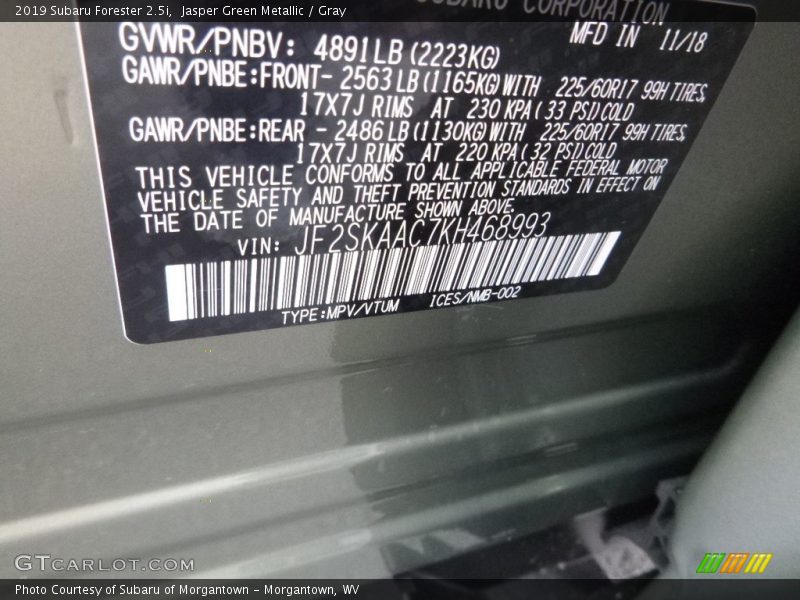 2019 Subaru Forester 2.5i, Jasper Green Metallic / Gray
SUBARU CORPORATION
MFD IN 11/18
GVWR/PNBV: 4891LB (2223KG)
GAWR/PNBE:FRONT- 2563LB(1165KG)WITH 225/60R17 99H TIRES,
17X7J RIMS AT 230 KPA(33 PSI)COLD
GAWR/PNBE:REAR - 2486LB(1130KG)WITH 225/60R17 99H TIRES,
17X7J RIMS AT 220 KPA(32 PSI)COLD
THIS VEHICLE CONFORMS TO ALL APPLICABLE FEDERAL MOTOR
VEHICLE SAFETY AND THEFT PREVENTION STANDARDS IN EFFECT ON
THE DATE OF MANUFACTURE SHOWN ABOVE.
VIN: JF2SKAAC7KH468993
TYPE:MPV/VTUM ICES/NMB-002
GTCARLOT.COM
Photo Courtesy of Subaru of Morgantown - Morgantown, WV